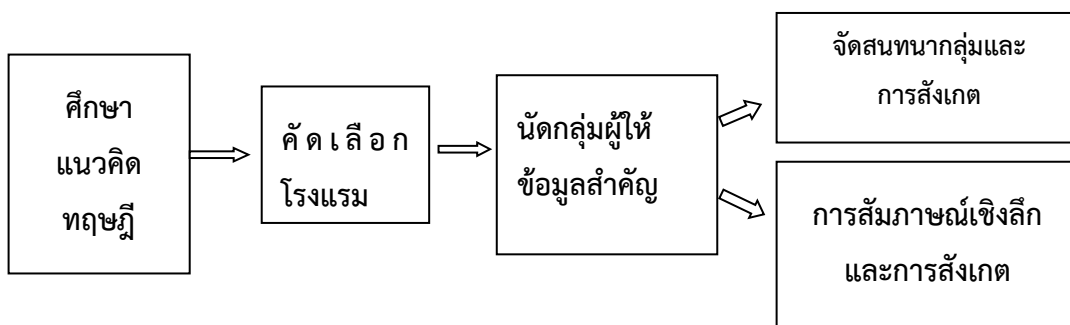 ศึกษา
แนวคิด
ทฤษฎี
คั ด เ ลื อ ก
โรงแรม
นัดกลุ่มผู้ให้
ข้อมูลสำคัญ
จัดสนทนากลุ่มและ
การสังเกต
การสัมภาษณ์เชิงลึก
และการสังเกต